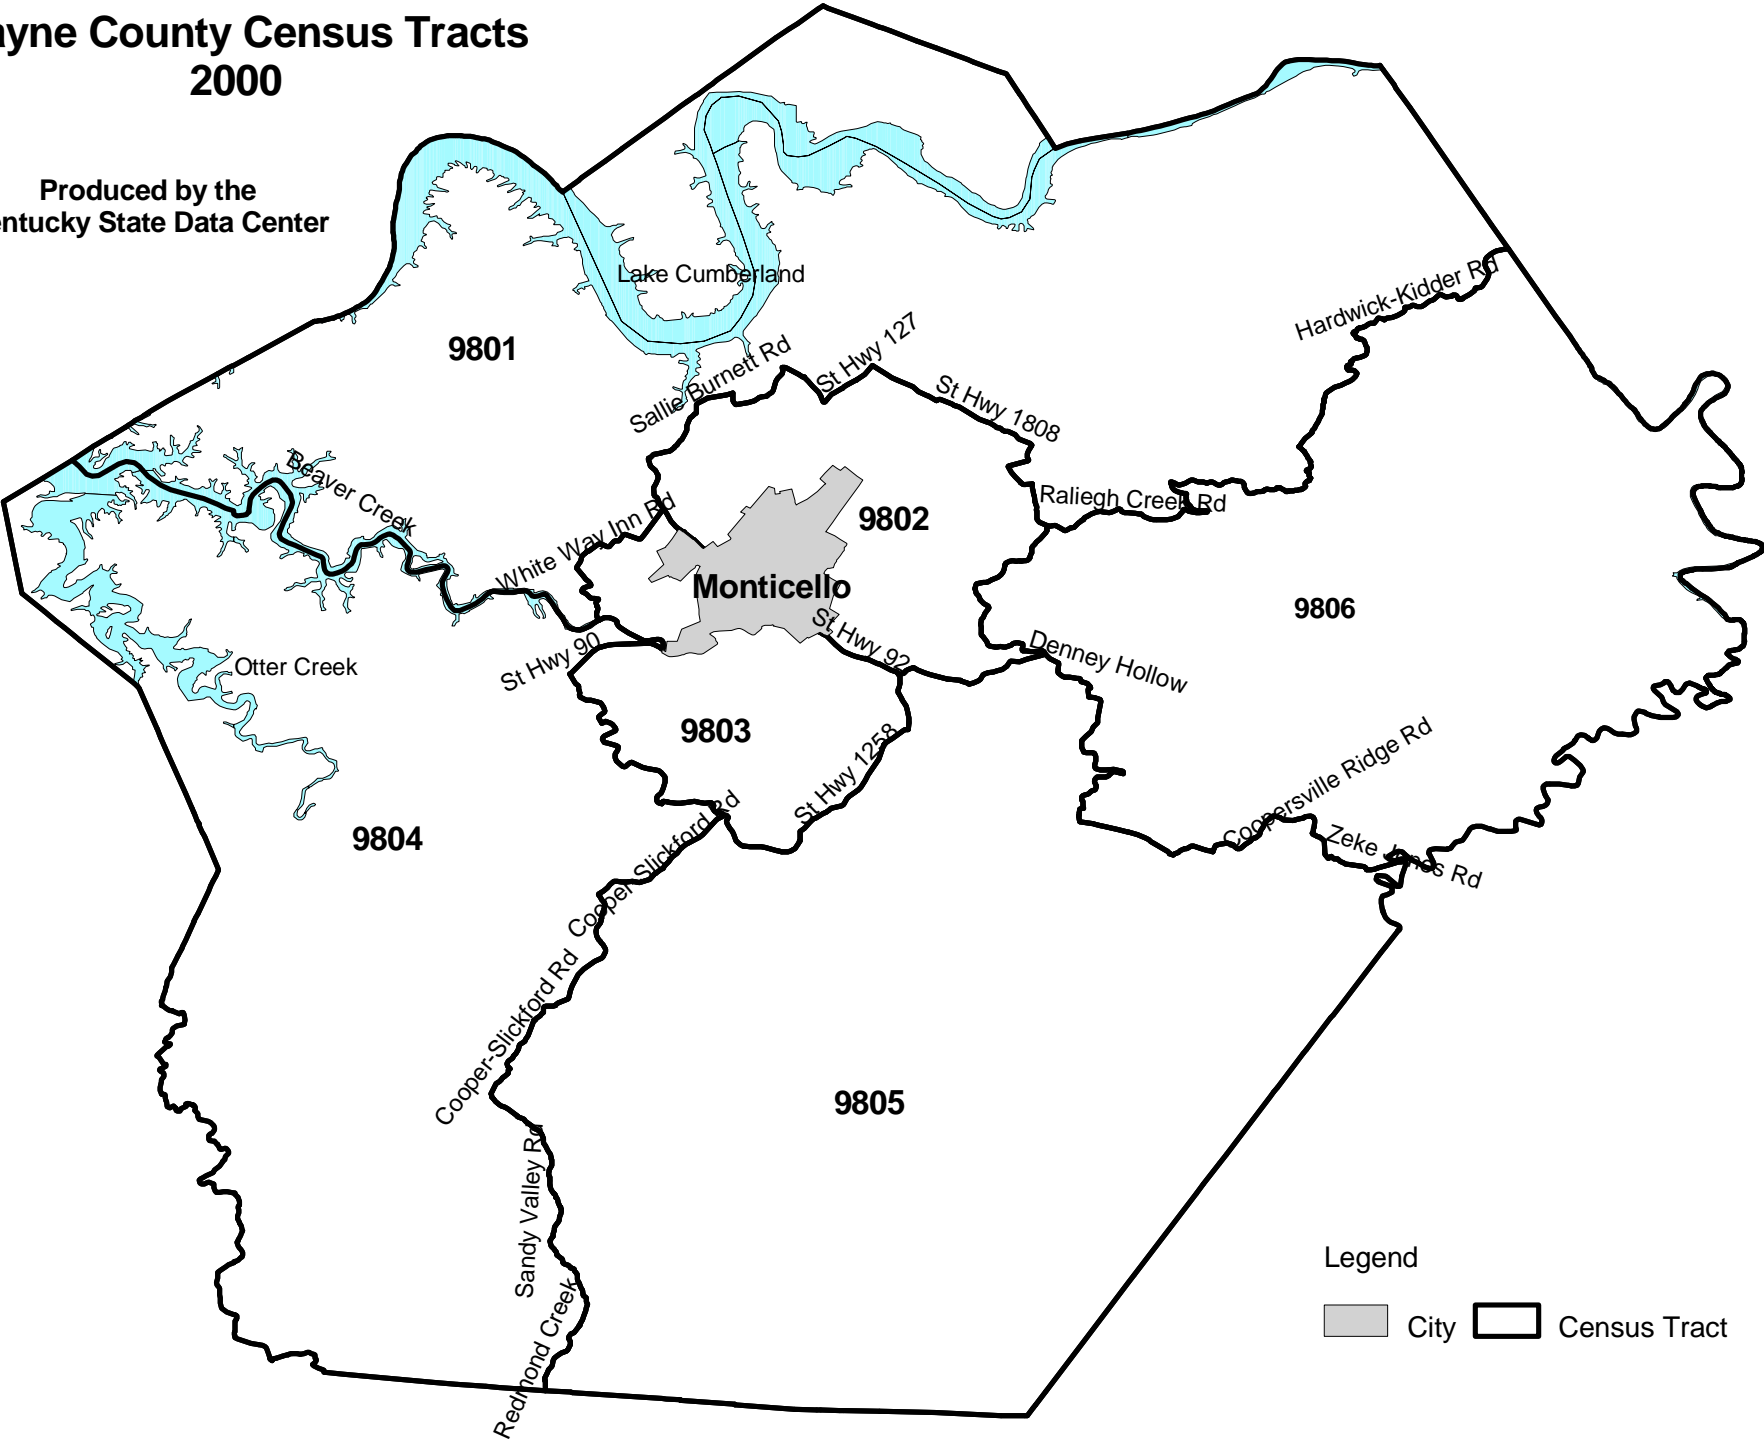 ayne County Census Tracts
2000
Produced by the
entucky State Data Center
Lake Cumberland
Hardwick-Kidder Rd
9801
Sallie Burnett Rd
St Hwy 127
St Hwy 1808
Beaver Creek
Raliegh Creek Rd
White Way Inn Rd
9802
Monticello
9806
St Hwy 90
St Hwy 92
Denney Hollow
Otter Creek
9803
St Hwy 1258
Coopersville Ridge Rd
9804
Zeke Jones Rd
Cooper-Slickford Rd
Cooper-Slickford Rd
9805
Sandy Valley Rd
Redmond Creek
Legend
City
Census Tract